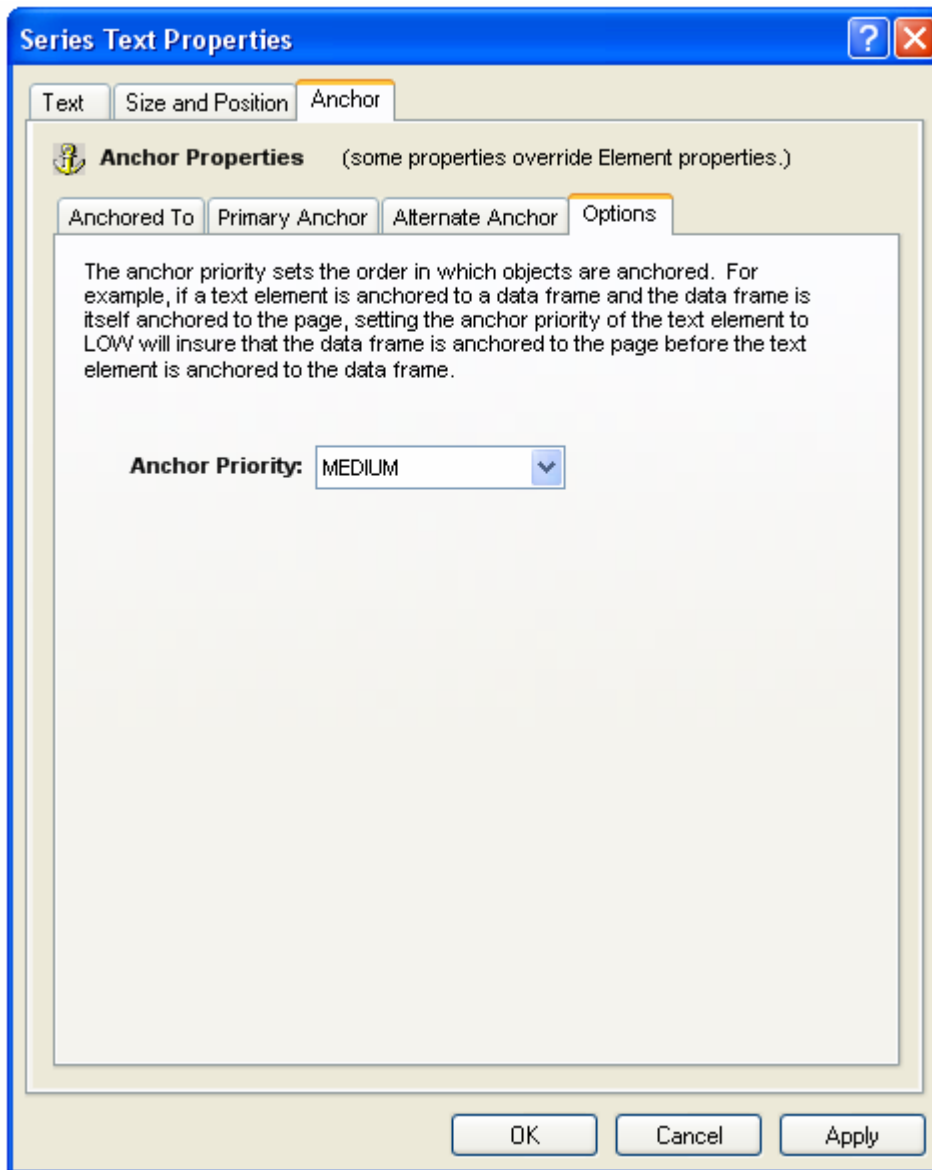 Series Text Properties
Text Size and Position Anchor
Anchor Properties (some properties override Element properties.)
Anchored To Primary Anchor Alternate Anchor Options
The anchor priority sets the order in which objects are anchored. For
example, if a text element is anchored to a data frame and the data frame is
itself anchored to the page, setting the anchor priority of the text element to
LOW will insure that the data frame is anchored to the page before the text
element is anchored to the data frame.
Anchor Priority: MEDIUM
OK Cancel Apply